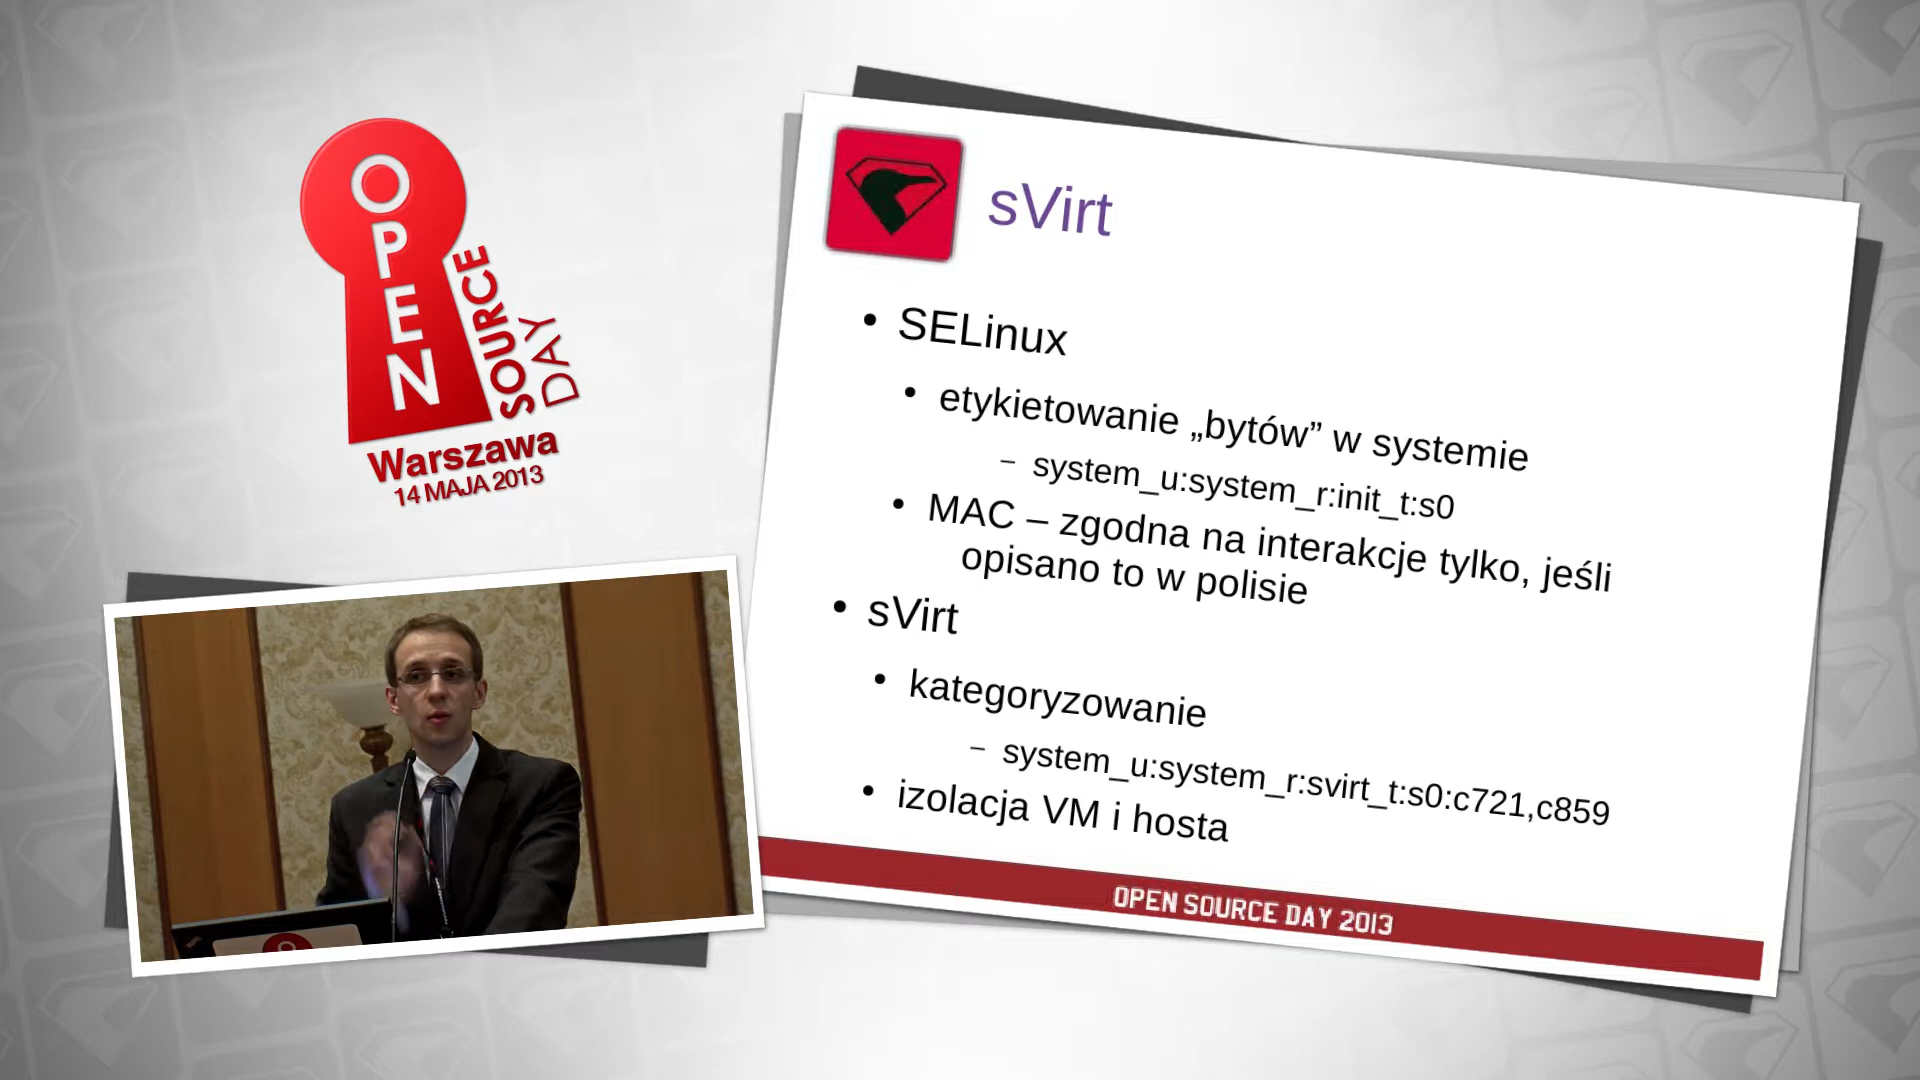 OPEN
SOURCE
DAY
Warszawa
14 MAJA 2013
sVirt
• SELinux
• etykietowanie „bytów” w systemie
– system_u:system_r:init_t:s0
• MAC – zgodna na interakcje tylko, jeśli
opisano to w polisie
• sVirt
• kategoryzowanie
– system_u:system_r:svirt_t:s0:c721,c859
• izolacja VM i hosta
OPEN SOURCE DAY 2013